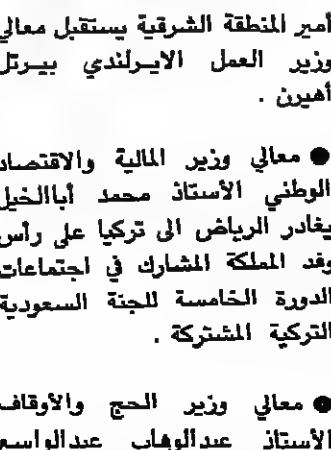 أمير المنطقة الشرقية يستقبل معالي
وزير العمل الايرلندي بيرتل
أهيرن .
● معالي وزير المالية والاقتصاد
الوطني الأستاذ محمد أباالخيل
يغادر الرياض الى تركيا على رأس
وفد المملكة المشارك في اجتماعات
الدورة الخامسة للجنة السعودية
التركية المشتركة .
● معالي وزير الحج والأوقاف
الأستاذ عبدالوهاب عبدالواسع